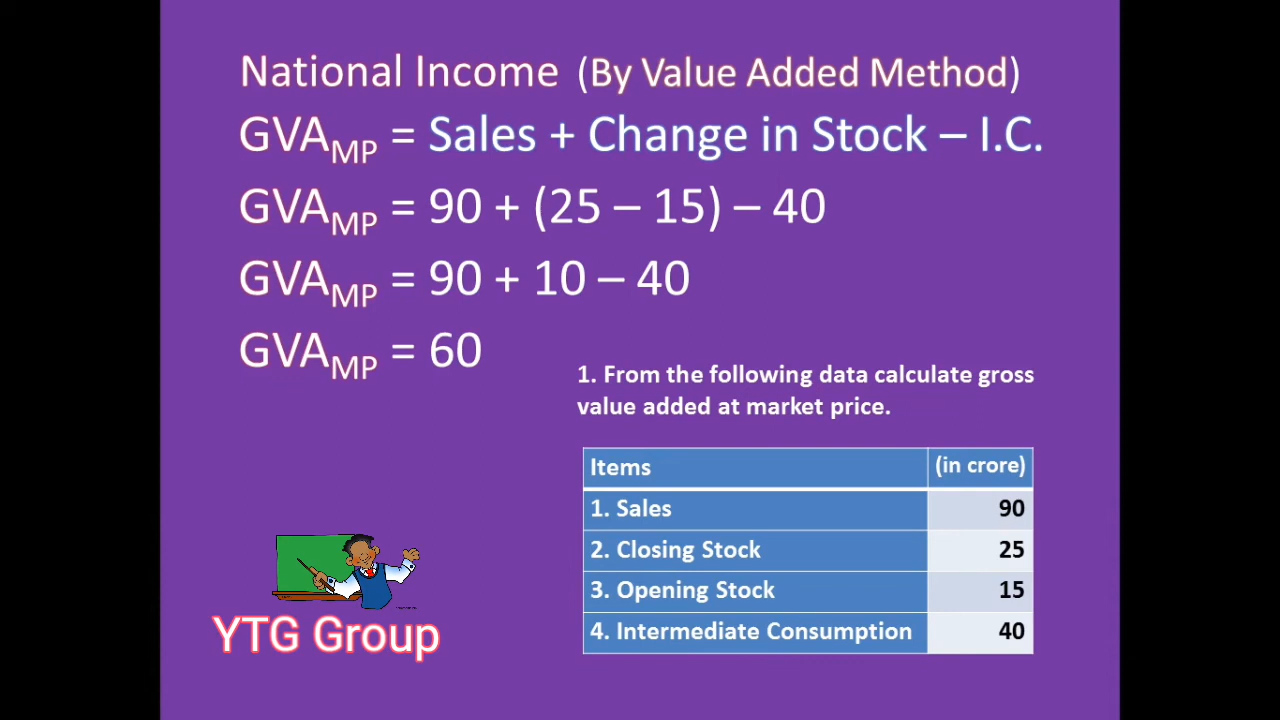 National Income (By Value Added Method)
GVAMP = Sales + Change in Stock – I.C.
GVAMP = 90 + (25 – 15) – 40
GVAMP = 90 + 10 – 40
GVAMP = 60
1. From the following data calculate gross
value added at market price.
Items (in crore)
1. Sales 90
2. Closing Stock 25
3. Opening Stock 15
4. Intermediate Consumption 40
YTG Group